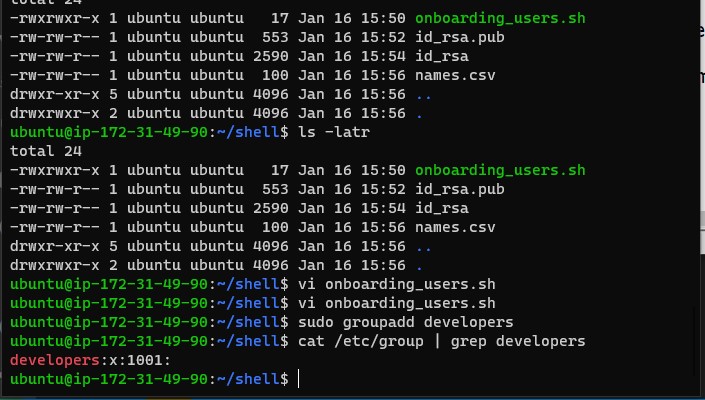 total 24
-rwxrwxr-x 1 ubuntu ubuntu   17 Jan 16 15:50 onboarding_users.sh
-rw-rw-r-- 1 ubuntu ubuntu  553 Jan 16 15:52 id_rsa.pub
-rw-rw-r-- 1 ubuntu ubuntu 2590 Jan 16 15:54 id_rsa
-rw-rw-r-- 1 ubuntu ubuntu  100 Jan 16 15:56 names.csv
drwxr-xr-x 5 ubuntu ubuntu 4096 Jan 16 15:56 ..
drwxrwxr-x 2 ubuntu ubuntu 4096 Jan 16 15:56 .
ubuntu@ip-172-31-49-90:~/shell$ ls -latr
total 24
-rwxrwxr-x 1 ubuntu ubuntu   17 Jan 16 15:50 onboarding_users.sh
-rw-rw-r-- 1 ubuntu ubuntu  553 Jan 16 15:52 id_rsa.pub
-rw-rw-r-- 1 ubuntu ubuntu 2590 Jan 16 15:54 id_rsa
-rw-rw-r-- 1 ubuntu ubuntu  100 Jan 16 15:56 names.csv
drwxr-xr-x 5 ubuntu ubuntu 4096 Jan 16 15:56 ..
drwxrwxr-x 2 ubuntu ubuntu 4096 Jan 16 15:56 .
ubuntu@ip-172-31-49-90:~/shell$ vi onboarding_users.sh
ubuntu@ip-172-31-49-90:~/shell$ vi onboarding_users.sh
ubuntu@ip-172-31-49-90:~/shell$ sudo groupadd developers
ubuntu@ip-172-31-49-90:~/shell$ cat /etc/group | grep developers
developers:x:1001:
ubuntu@ip-172-31-49-90:~/shell$